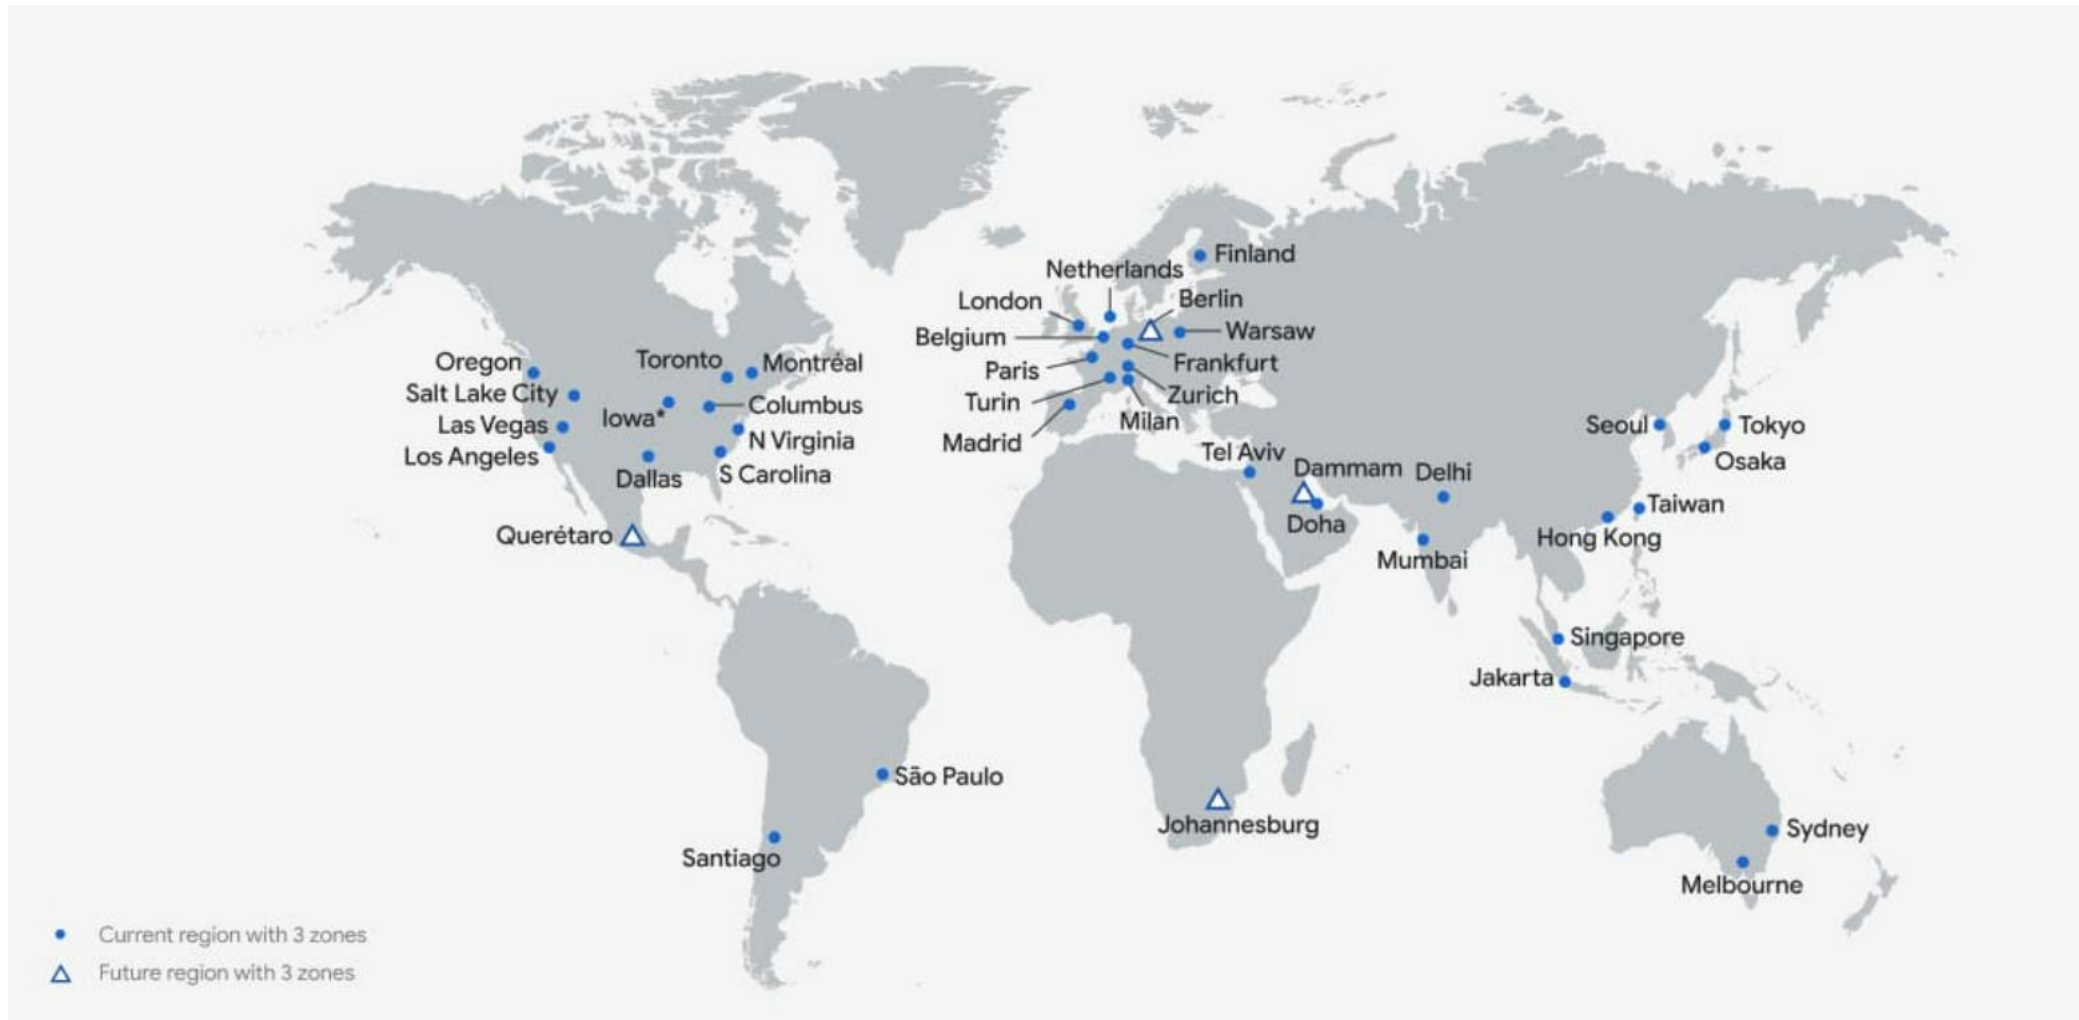 Finland
Netherlands
London
Berlin
Belgium
Warsaw
Paris
Frankfurt
Turin
Zurich
Milan
Madrid
Oregon
Toronto
Montréal
Salt Lake City
Iowa*
Columbus
Las Vegas
N Virginia
Los Angeles
Dallas
S Carolina
Querétaro
Tel Aviv
Dammam
Delhi
Doha
Mumbai
Seoul
Tokyo
Osaka
Taiwan
Hong Kong
Singapore
Jakarta
São Paulo
Santiago
Johannesburg
Sydney
Melbourne
Current region with 3 zones
Future region with 3 zones